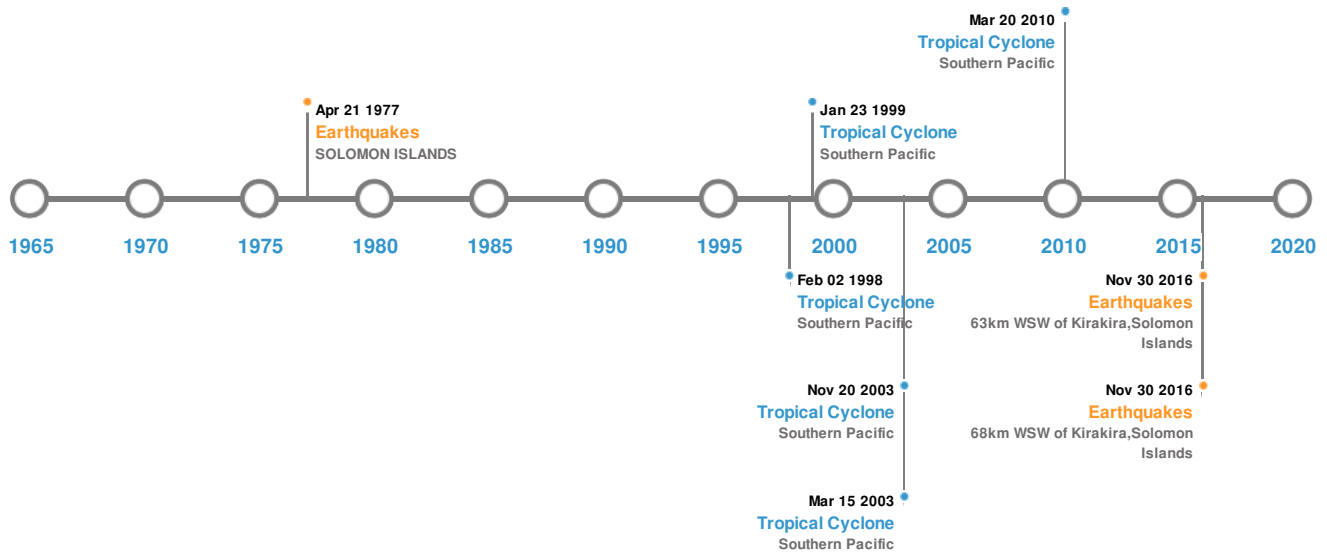 Mar 20 2010
Tropical Cyclone
Southern Pacific
Apr 21 1977
Earthquakes
SOLOMON ISLANDS
Jan 23 1999
Tropical Cyclone
Southern Pacific
1965
1970
1975
1980
1985
1990
1995
2000
2005
2010
2015
2020
Feb 02 1998
Tropical Cyclone
Southern Pacific
Nov 30 2016
Earthquakes
63km WSW of Kirakira,Solomon
Islands
Nov 20 2003
Tropical Cyclone
Southern Pacific
Nov 30 2016
Earthquakes
68km WSW of Kirakira,Solomon
Islands
Mar 15 2003
Tropical Cyclone
Southern Pacific